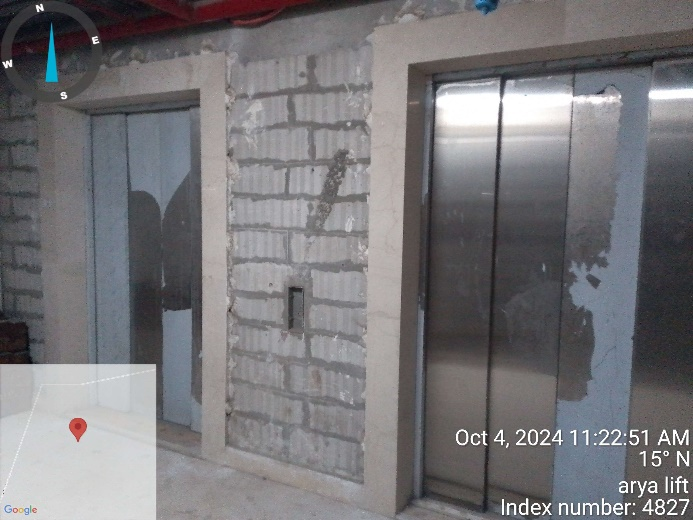 N
E
W
S
Oct 4, 2024 11:22:51 AM
15° N
arya lift
Index number: 4827
Google